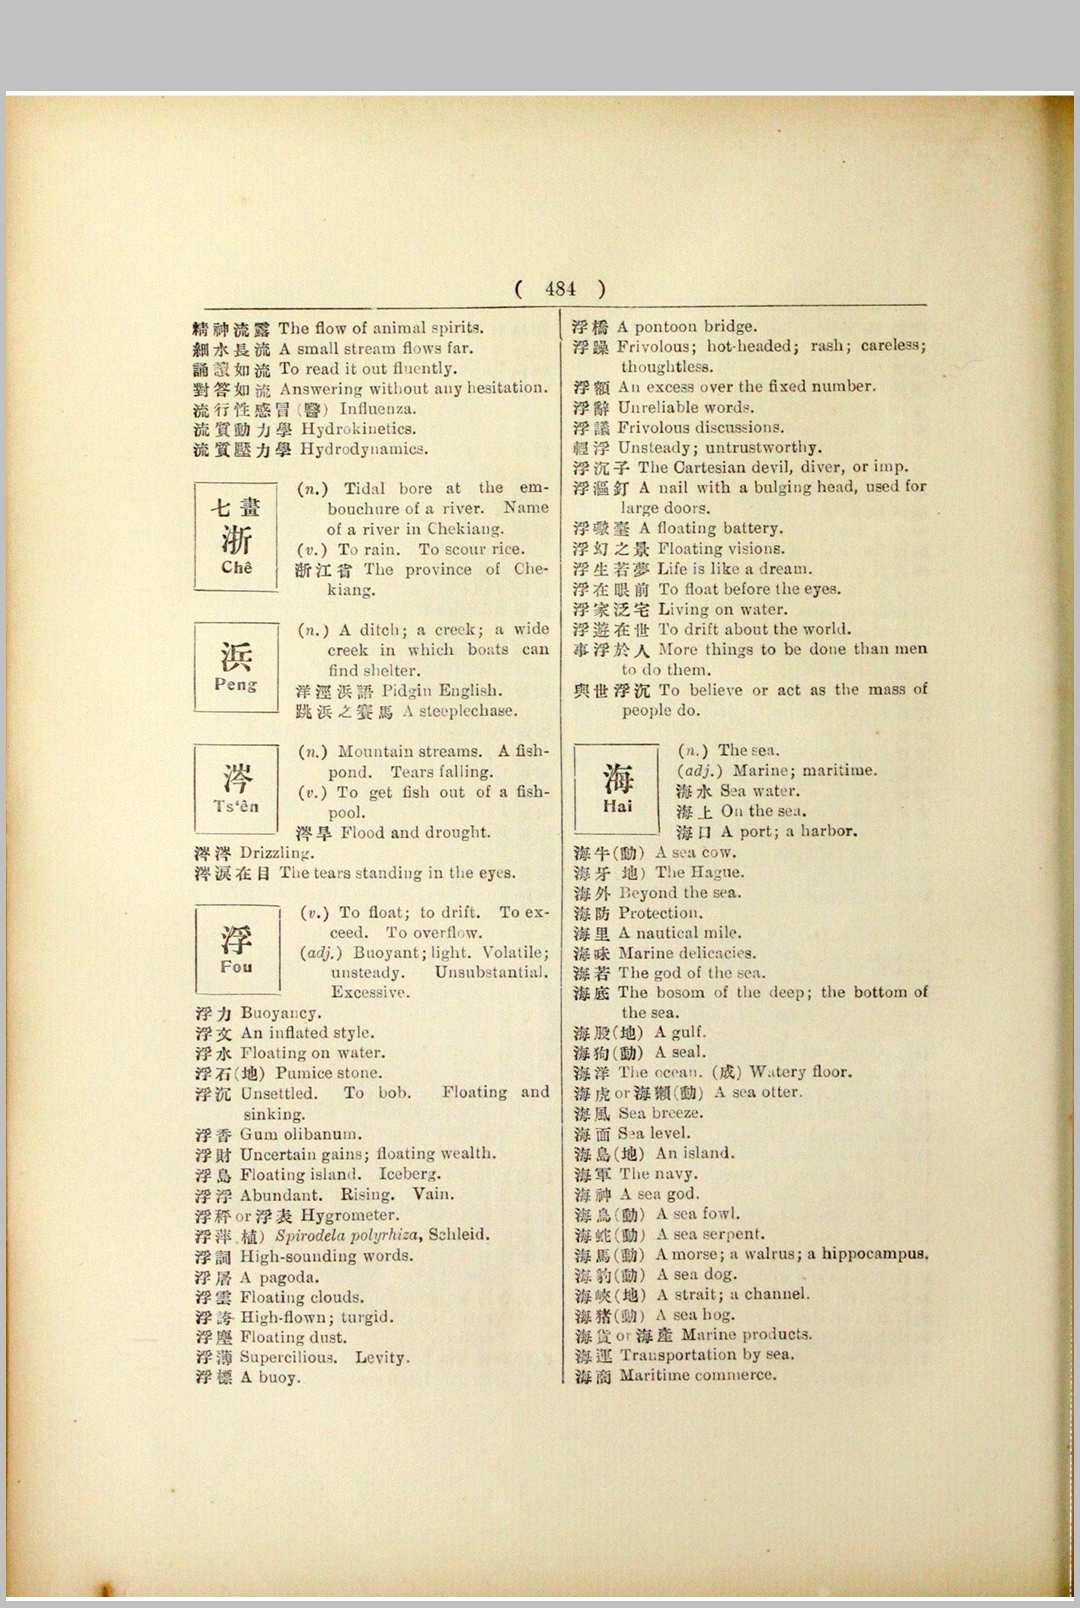 ( 484 )
精神流露 The flow of animal spirits.
細水長流 A small stream flows far.
誦讀如流 To read it out fluently.
對答如流 Answering without any hesitation.
流行性感冒(醫) Influenza.
流質動力學 Hydrokinetics.
流質壓力學 Hydrodynamics.
七畫
浙
Chê
(n.) Tidal bore at the em-
bouchure of a river. Name
of a river in Chekiang.
(v.) To rain. To scour rice.
浙江省 The province of Che-
kiang.
浜
Peng
(n.) A ditch; a creek; a wide
creek in which boats can
find shelter.
洋涇浜語 Pidgin English.
跳浜之賽馬 A steeplechase.
涔
Ts‘ên
(n.) Mountain streams. A fish-
pond. Tears falling.
(v.) To get fish out of a fish-
pool.
涔旱 Flood and drought.
涔涔 Drizzling.
涔淚在目 The tears standing in the eyes.
浮
Fou
(v.) To float; to drift. To ex-
ceed. To overflow.
(adj.) Buoyant; light. Volatile;
unsteady. Unsubstantial.
Excessive.
浮力 Buoyancy.
浮文 An inflated style.
浮水 Floating on water.
浮石(地) Pumice stone.
浮沉 Unsettled. To bob. Floating and
sinking.
浮香 Gum olibanum.
浮財 Uncertain gains; floating wealth.
浮島 Floating island. Iceberg.
浮浮 Abundant. Rising. Vain.
浮秤 or 浮表 Hygrometer.
浮萍 植) Spirodela polyrhiza, Schleid.
浮詞 High-sounding words.
浮屠 A pagoda.
浮雲 Floating clouds.
浮誇 High-flown; turgid.
浮塵 Floating dust.
浮薄 Supercilious. Levity.
浮標 A buoy.
浮橋 A pontoon bridge.
浮躁 Frivolous; hot-headed; rash; careless;
thoughtless.
浮額 An excess over the fixed number.
浮辭 Unreliable words.
浮議 Frivolous discussions.
輕浮 Unsteady; untrustworthy.
浮沉子 The Cartesian devil, diver, or imp.
浮漚釘 A nail with a bulging head, used for
large doors.
浮礮臺 A floating battery.
浮幻之景 Floating visions.
浮生若夢 Life is like a dream.
浮在眼前 To float before the eyes.
浮家泛宅 Living on water.
浮遊在世 To drift about the world.
事浮於人 More things to be done than men
to do them.
與世浮沉 To believe or act as the mass of
people do.
海
Hai
(n.) The sea.
(adj.) Marine; maritime.
海水 Sea water.
海上 On the sea.
海口 A port; a harbor.
海牛(動) A sea cow.
海牙 地) The Hague.
海外 Beyond the sea.
海防 Protection.
海里 A nautical mile.
海味 Marine delicacies.
海若 The god of the sea.
海底 The bosom of the deep; the bottom of
the sea.
海股(地) A gulf.
海狗(動) A seal.
海洋 The ocean. (成) Watery floor.
海虎 or 海獺(動) A sea otter.
海風 Sea breeze.
海面 Sea level.
海島(地) An island.
海軍 The navy.
海神 A sea god.
海鳥(動) A sea fowl.
海蛇(動) A sea serpent.
海馬(動) A morse; a walrus; a hippocampus.
海豹(動) A sea dog.
海峽(地) A strait; a channel.
海猪(動) A sea hog.
海貨 or 海產 Marine products.
海運 Transportation by sea.
海商 Maritime commerce.